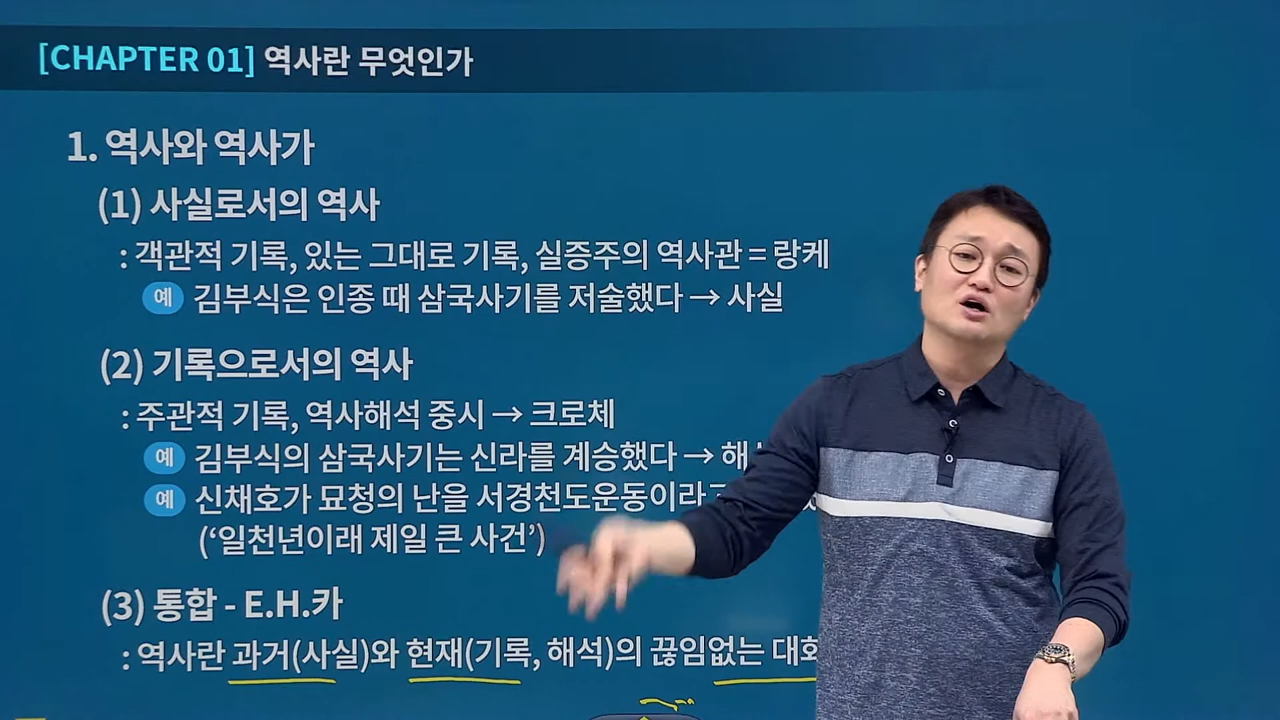 [CHAPTER 01] 역사란 무엇인가
1. 역사와 역사가
(1) 사실로서의 역사
: 객관적 기록, 있는 그대로 기록, 실증주의 역사관 = 랑케
예 김부식은 인종 때 삼국사기를 저술했다 → 사실
(2) 기록으로서의 역사
: 주관적 기록, 역사해석 중시 → 크로체
예 김부식의 삼국사기는 신라를 계승했다 →
예 신채호가 묘청의 난을 서경천도운동이라
(‘일천년이래 제일 큰 사건’)
(3) 통합 - E.H.카
: 역사란 과거(사실)와 현재(기록, 해석)의 끊임없는